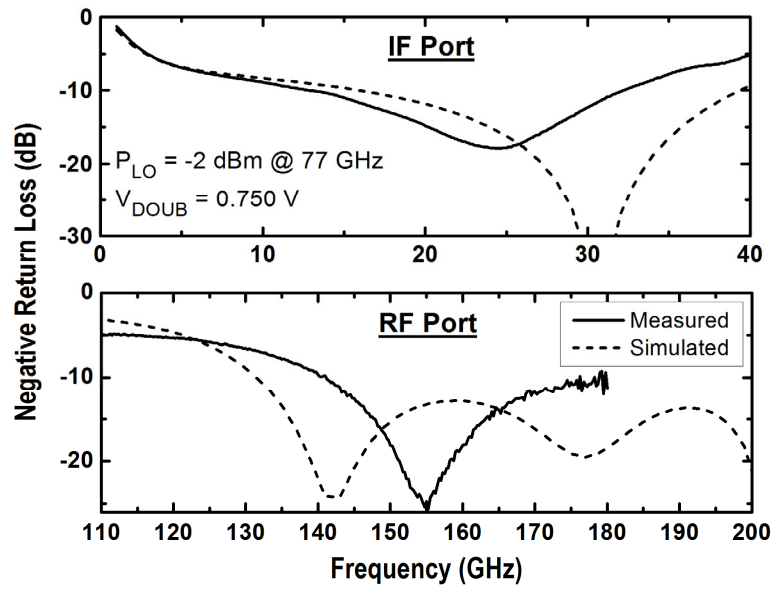 IF Port
0
-10
-20
-30
P_LO = -2 dBm @ 77 GHz
V_DOUB = 0.750 V
0 10 20 30 40
Negative Return Loss (dB)
RF Port
Measured
Simulated
0
-10
-20
110 120 130 140 150 160 170 180 190 200
Frequency (GHz)